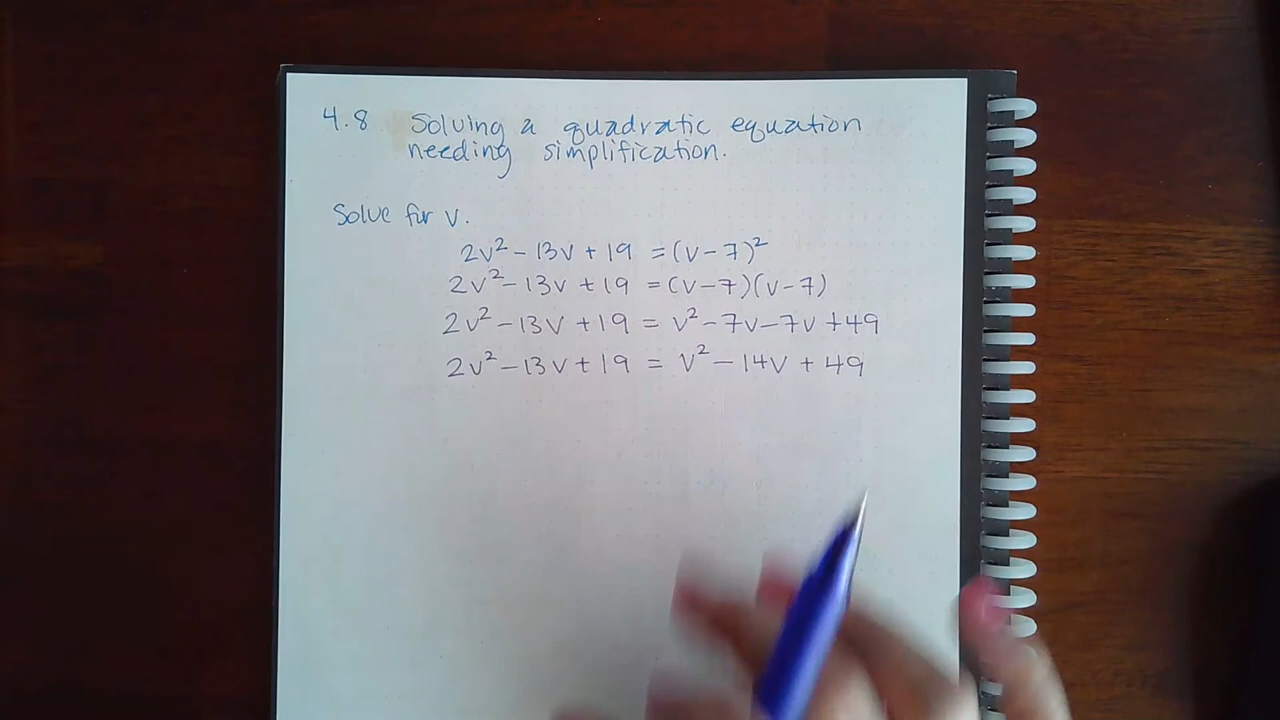 4.8 Solving a quadratic equation
needing simplification.
Solve for v.
2v² - 13v + 19 = (v - 7)²
2v² - 13v + 19 = (v - 7)(v - 7)
2v² - 13v + 19 = v² - 7v - 7v + 49
2v² - 13v + 19 = v² - 14v + 49